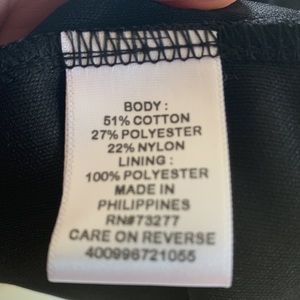 BODY :
51% COTTON
27% POLYESTER
22% NYLON
LINING :
100% POLYESTER
MADE IN
PHILIPPINES
RN#73277
CARE ON REVERSE
400996721055